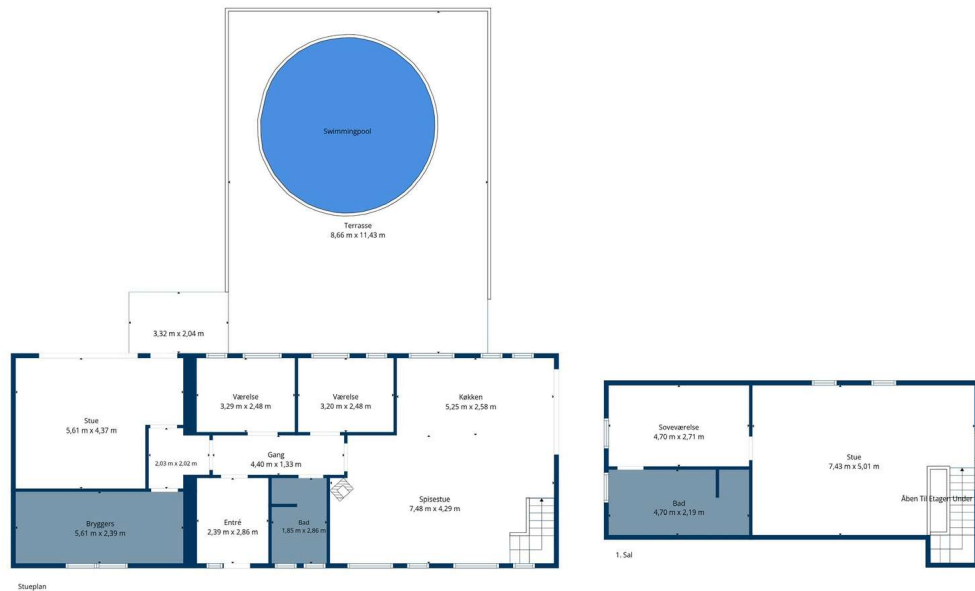 Swimmingpool
Terrasse
8,66 m x 11,43 m
3,32 m x 2,04 m
Stue
5,61 m x 4,37 m
Værelse
3,29 m x 2,48 m
Værelse
3,20 m x 2,48 m
Køkken
5,25 m x 2,58 m
2,03 m x 2,02 m
Gang
4,40 m x 1,33 m
Bryggers
5,61 m x 2,39 m
Entré
2,39 m x 2,86 m
Bad
1,85 m x 2,86 m
Spisestue
7,48 m x 4,29 m
Stueplan
Soveværelse
4,70 m x 2,71 m
Stue
7,43 m x 5,01 m
Bad
4,70 m x 2,19 m
Åben Til Etagen Under
1. Sal